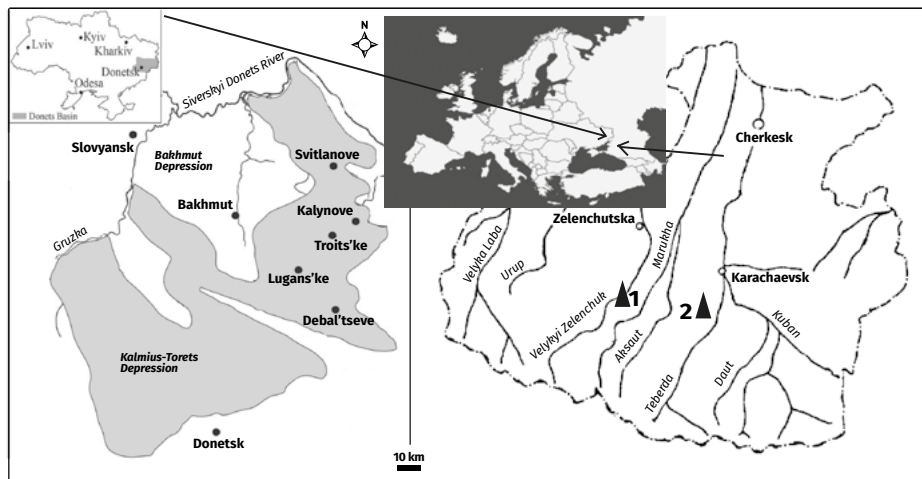 Lviv
Kyiv
Kharkiv
Donetsk
Odesa
Donets Basin
N
Siverskyi Donets River
Slovyansk
Bakhmut
Depression
Svitlanove
Bakhmut
Kalynove
Troits'ke
Gruzka
Lugans'ke
Debal'tseve
Kalmius-Torets
Depression
Donetsk
10 km
Cherkesk
Zelenchutska
Velyka Laba
Urup
Marukha
Karachaevsk
1
2
Velykyi Zelenchuk
Aksaut
Kuban
Teberda
Daut